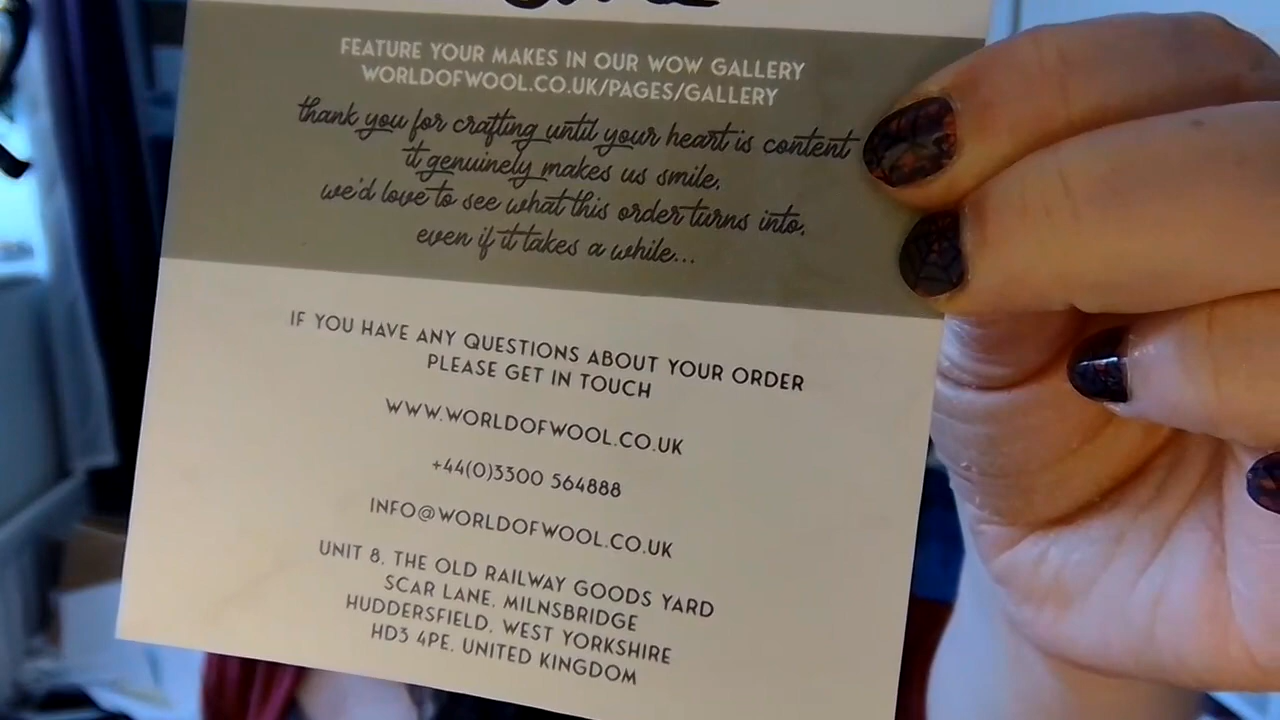 FEATURE YOUR MAKES IN OUR WOW GALLERY
WORLDOFWOOL.CO.UK/PAGES/GALLERY
thank you for crafting until your heart is content
it genuinely makes us smile.
we'd love to see what this order turns into.
even if it takes a while...
IF YOU HAVE ANY QUESTIONS ABOUT YOUR ORDER
PLEASE GET IN TOUCH
WWW.WORLDOFWOOL.CO.UK
+44(0)3300 564888
INFO@WORLDOFWOOL.CO.UK
UNIT 8, THE OLD RAILWAY GOODS YARD
SCAR LANE, MILNSBRIDGE
HUDDERSFIELD, WEST YORKSHIRE
HD3 4PE, UNITED KINGDOM